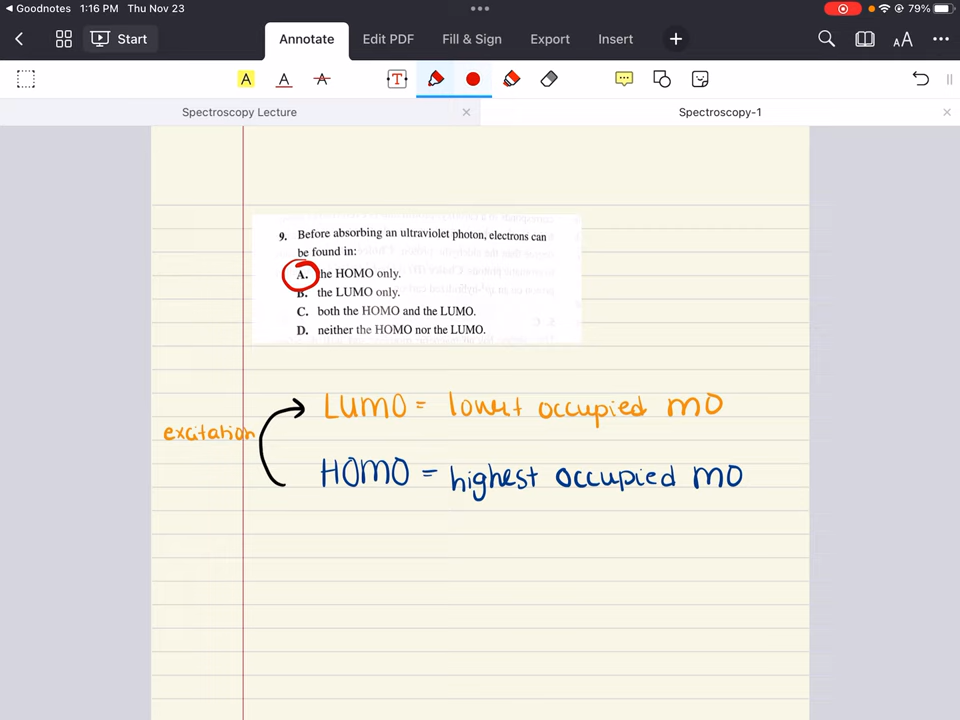 Goodnotes 1:16 PM Thu Nov 23 79%
Start Annotate Edit PDF Fill & Sign Export Insert
A A A T
AA
Spectroscopy Lecture Spectroscopy-1
9. Before absorbing an ultraviolet photon, electrons can
be found in:
A. the HOMO only.
B. the LUMO only.
C. both the HOMO and the LUMO.
D. neither the HOMO nor the LUMO.
LUMO = lowest occupied MO
excitation
HOMO = highest occupied MO